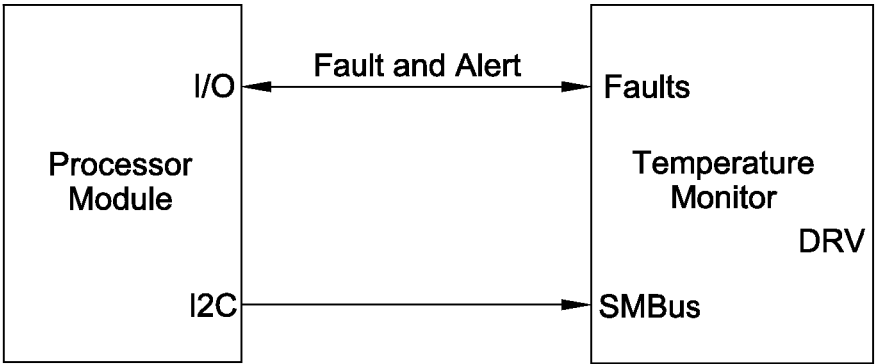 Fault and Alert
I/O
Faults
Processor
Module
Temperature
Monitor
DRV
I2C
SMBus